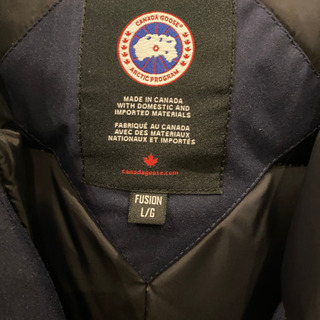 CANADA GOOSE
ARCTIC PROGRAM
MADE IN CANADA
WITH DOMESTIC AND
IMPORTED MATERIALS
FABRIQUÉ AU CANADA
AVEC DES MATERIAUX
NATIONAUX ET IMPORTÉS
canadagoose.com
FUSION
L/G